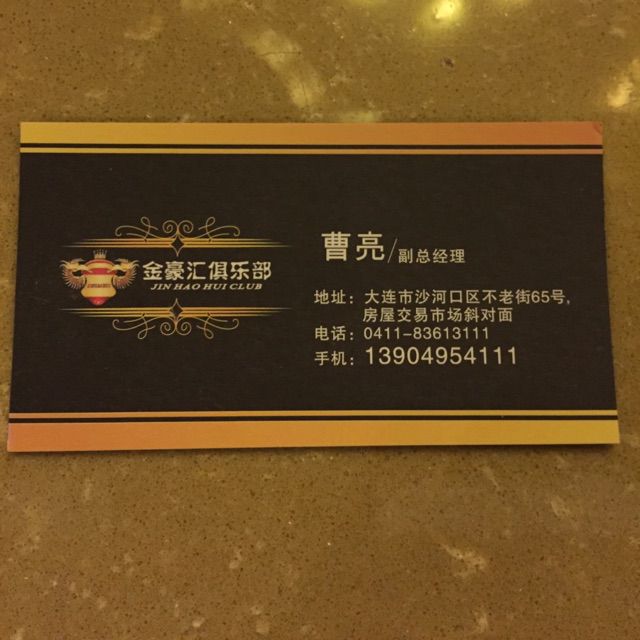 金豪汇俱乐部
JIN HAO HUI CLUB
曹亮/副总经理
地址：大连市沙河口区不老街65号,
房屋交易市场斜对面
电话：0411-83613111
手机：13904954111